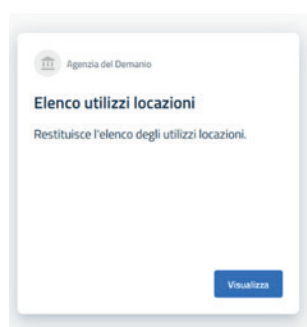 Agenzia del Demanio
Elenco utilizzi locazioni
Restituisce l'elenco degli utilizzi locazioni.
Visualizza